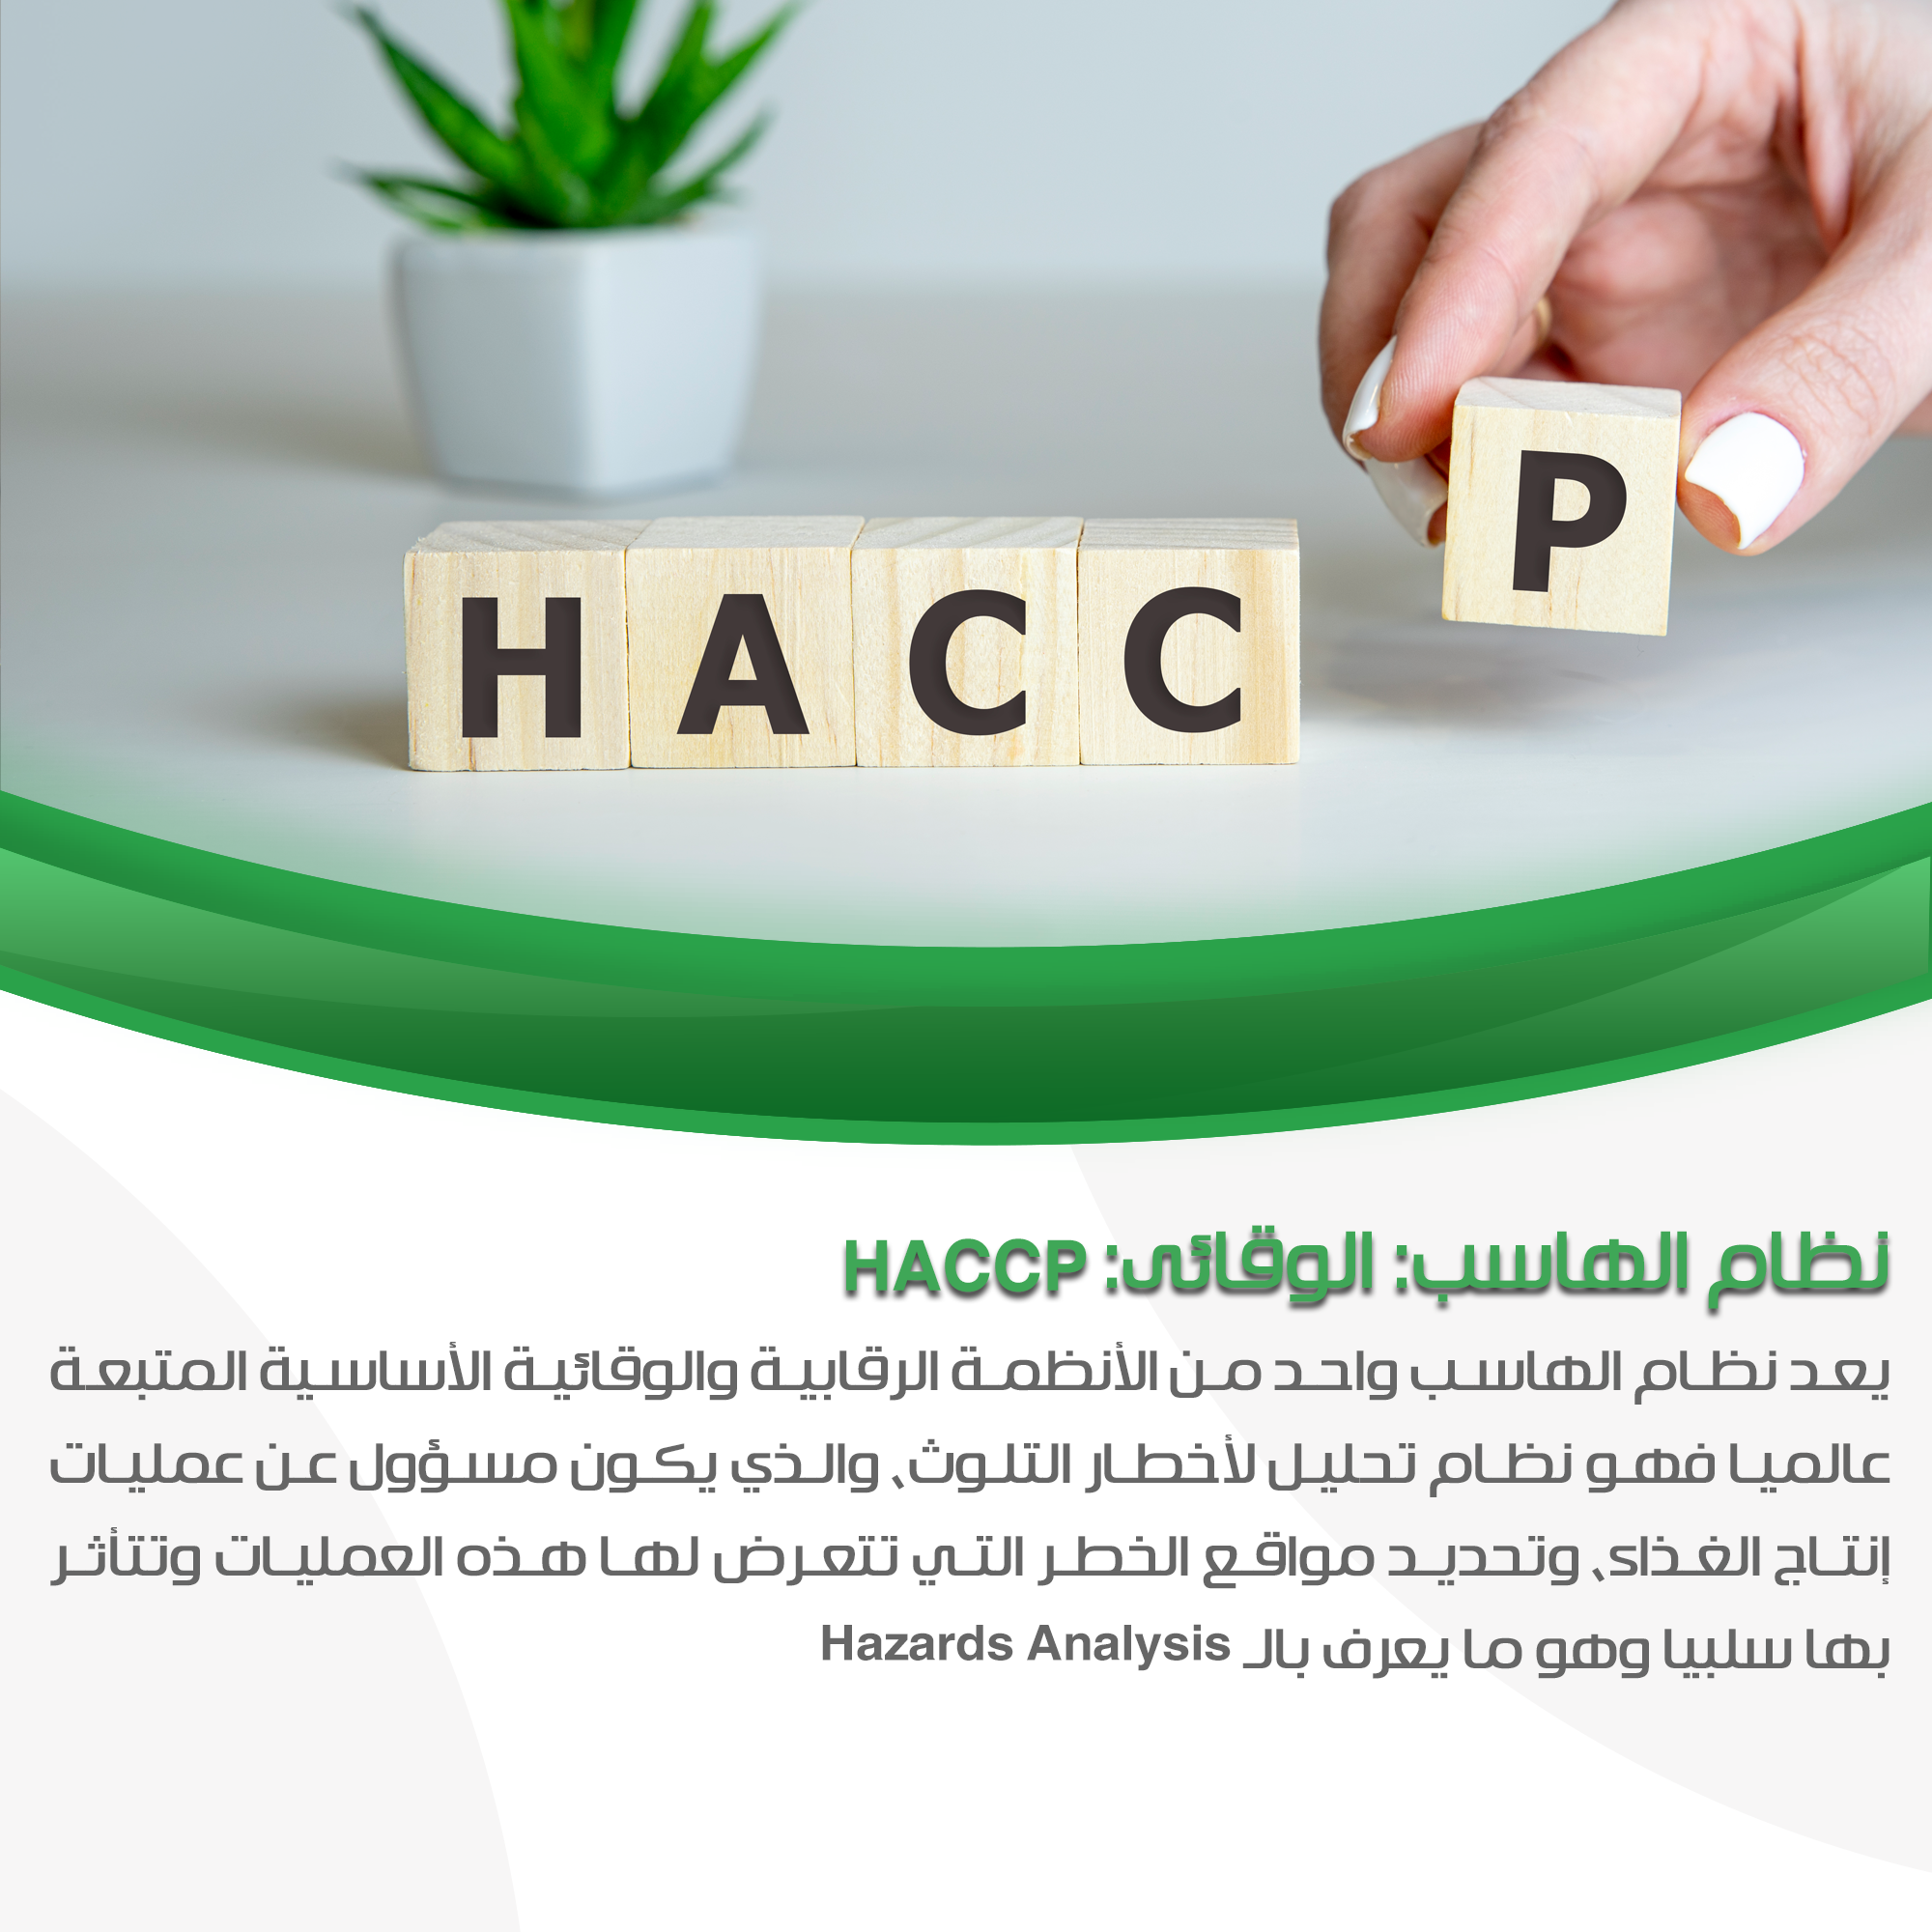 HACCP
نظام الهاسب: الوقائى: HACCP
يعد نظام الهاسب واحد من الأنظمة الرقابية والوقائية الأساسية المتبعة
عالميا فهو نظام تحليل لأخطار التلوث، والذي يكون مسؤول عن عمليات
إنتاج الغذاء، وتحديد مواقع الخطر التي تتعرض لها هذه العمليات وتتأثر
بها سلبيا وهو ما يعرف بالـ Hazards Analysis